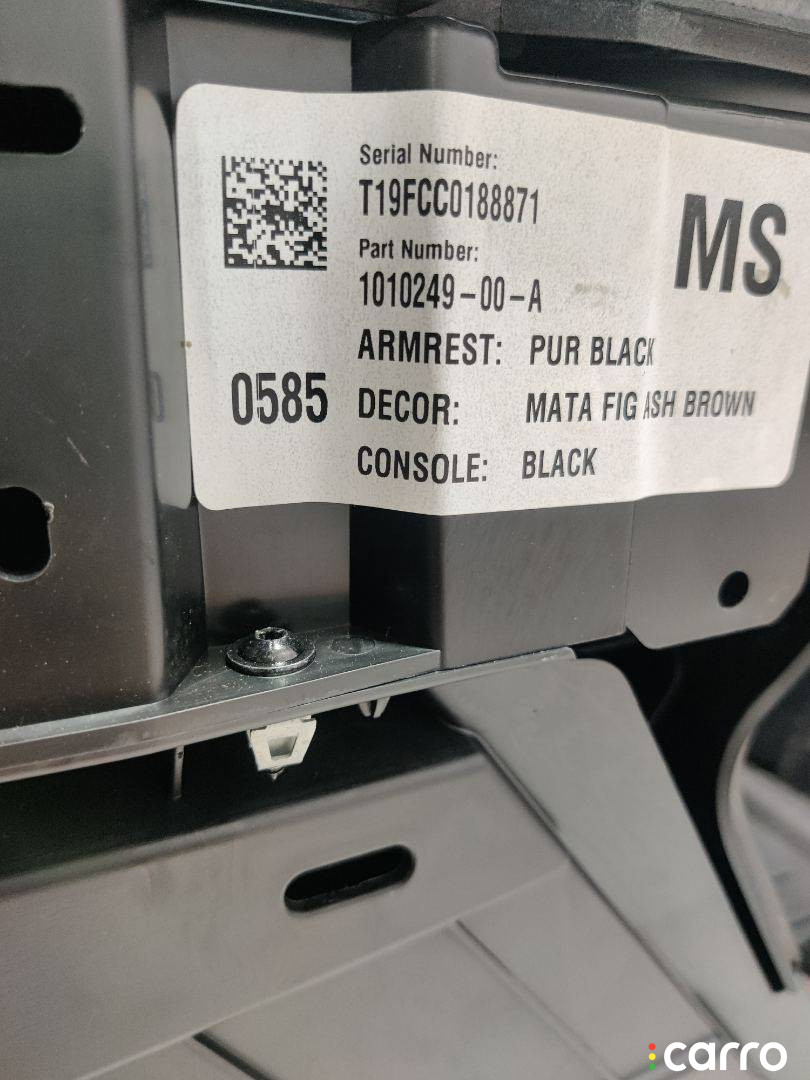 Serial Number:
T19FCC0188871
Part Number:
1010249-00-A
MS
ARMREST: PUR BLACK
0585
DECOR: MATA FIG ASH BROWN
CONSOLE: BLACK
carro